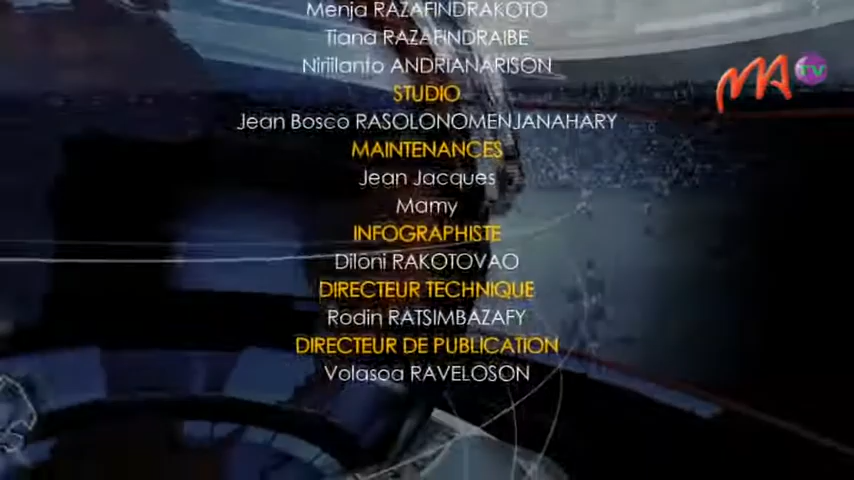 Menja RAZAFINDRAKOTO
Tiana RAZAFINDRAIBE
Niriilanto ANDRIANARISON
STUDIO
Jean Bosco RASOLONOMENJANAHARY
MAINTENANCES
Jean Jacques
Mamy
INFOGRAPHISTE
Diloni RAKOTOVAO
DIRECTEUR TECHNIQUE
Rodin RATSIMBAZAFY
DIRECTEUR DE PUBLICATION
Volasoa RAVELOSON
MA TV